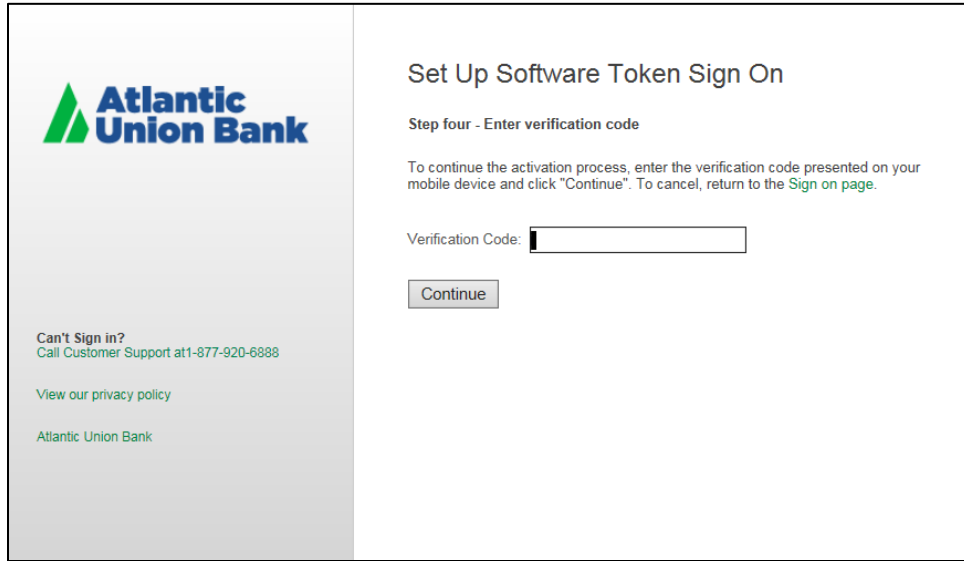 Atlantic
Union Bank
Can't Sign in?
Call Customer Support at1-877-920-6888
View our privacy policy
Atlantic Union Bank
Set Up Software Token Sign On
Step four - Enter verification code
To continue the activation process, enter the verification code presented on your
mobile device and click "Continue". To cancel, return to the Sign on page.
Verification Code:
Continue